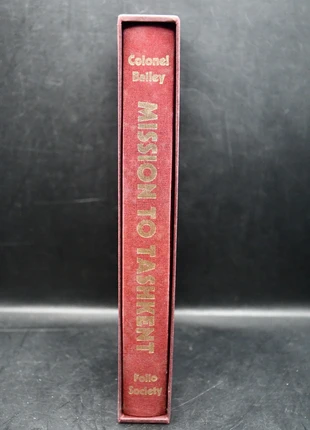 Colonel
Bailey
MISSION TO TASHKENT
Folio
Society